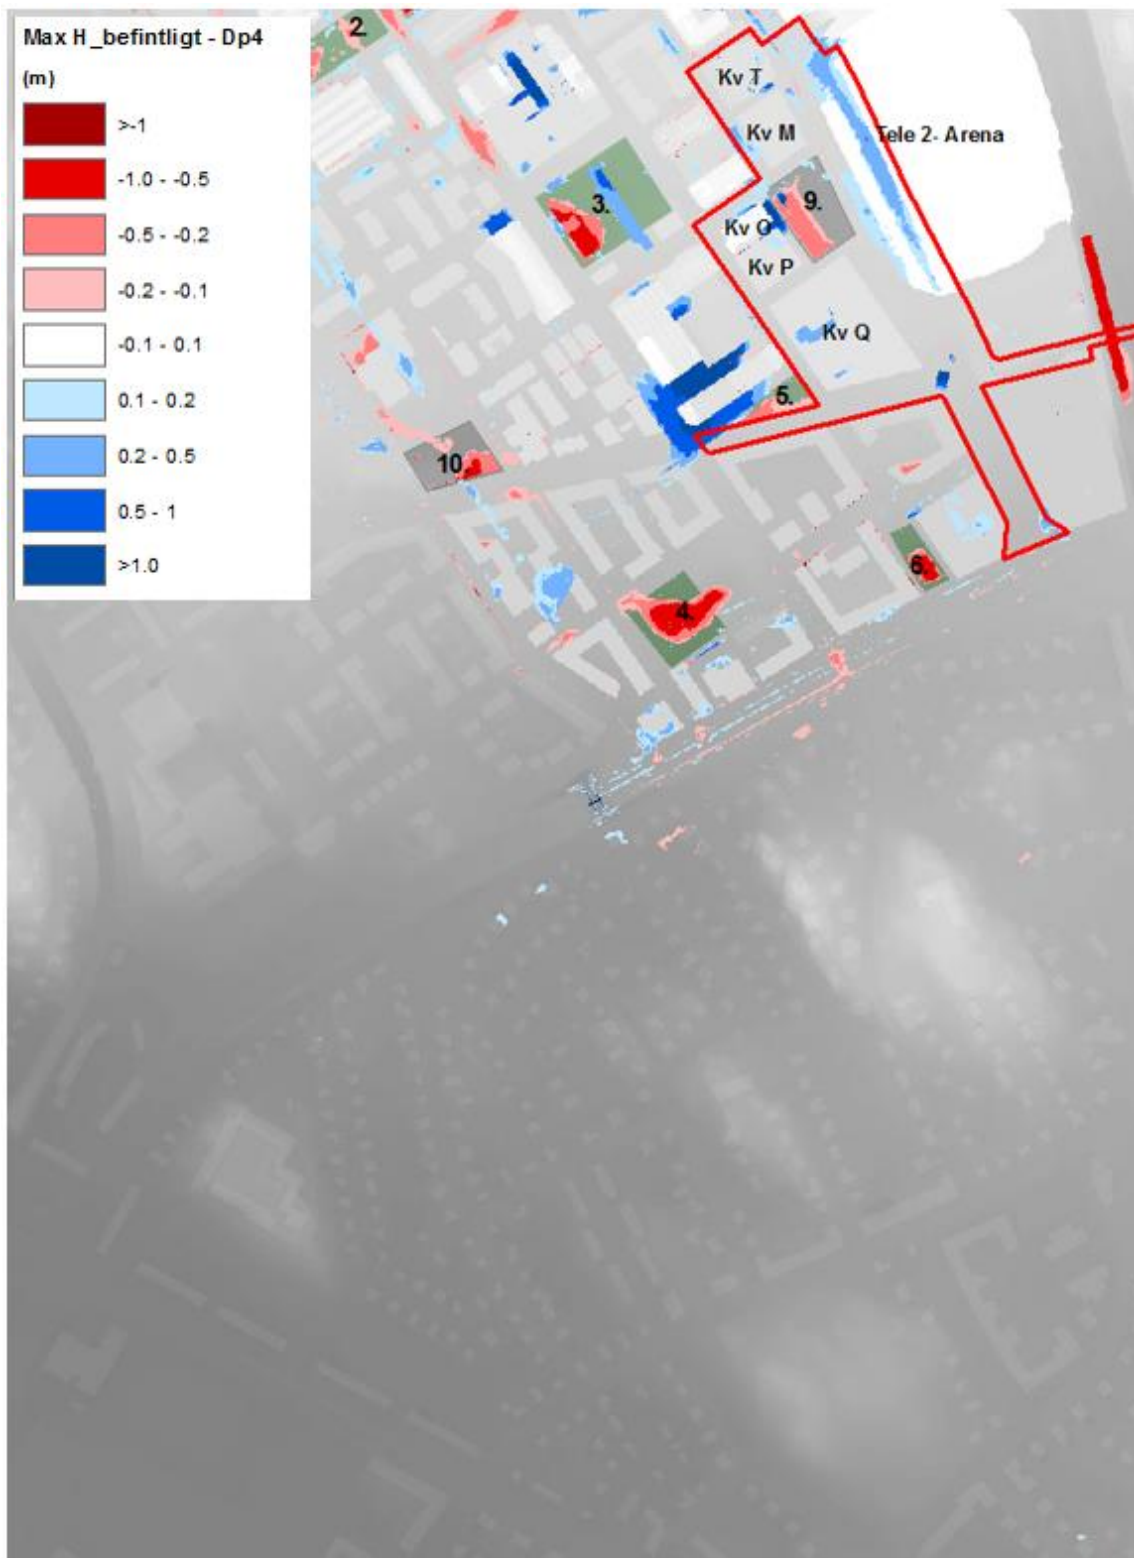 Max H_befintligt - Dp4
(m)
>-1
-1.0 - -0.5
-0.5 - -0.2
-0.2 - -0.1
-0.1 - 0.1
0.1 - 0.2
0.2 - 0.5
0.5 - 1
>1.0
2.
Kv T
Kv M
Tele 2- Arena
3.
9.
Kv O
Kv P
Kv Q
5.
10.
6.
4.